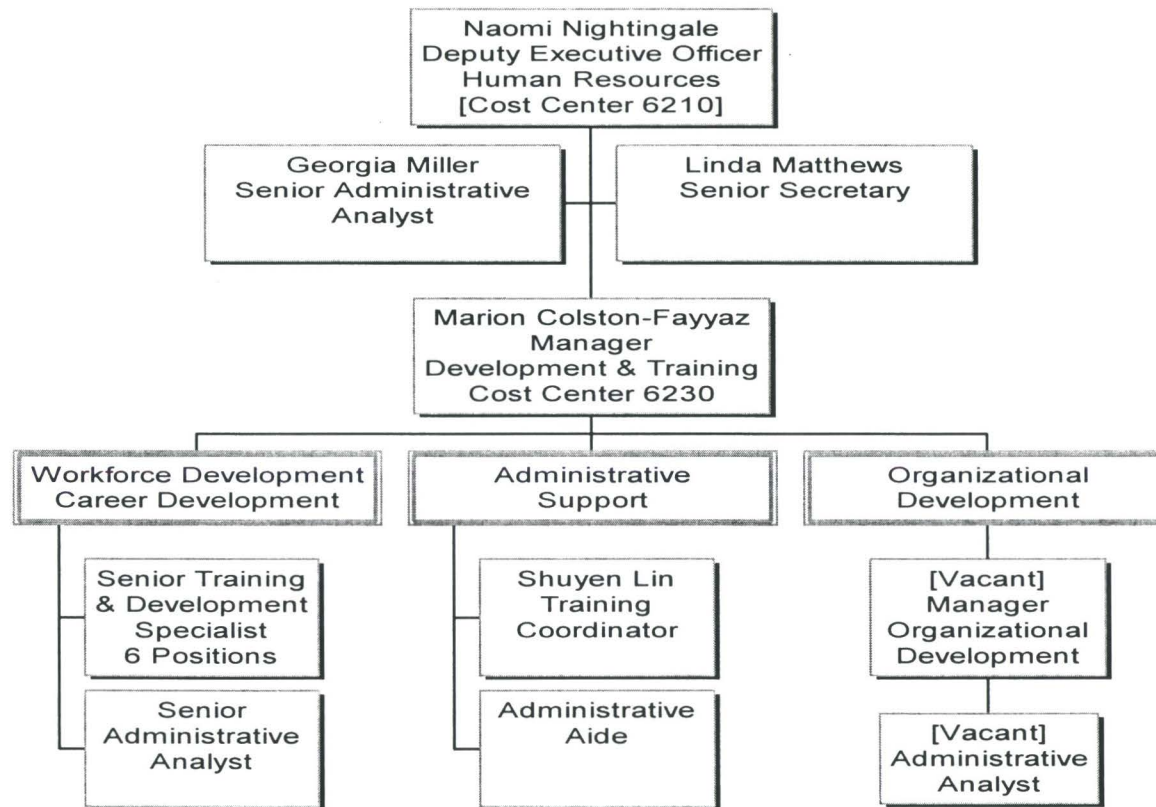 Naomi Nightingale
Deputy Executive Officer
Human Resources
[Cost Center 6210]
Georgia Miller
Senior Administrative
Analyst
Linda Matthews
Senior Secretary
Marion Colston-Fayyaz
Manager
Development & Training
Cost Center 6230
Workforce Development
Career Development
Administrative
Support
Organizational
Development
Senior Training
& Development
Specialist
6 Positions
Senior
Administrative
Analyst
Shuyen Lin
Training
Coordinator
Administrative
Aide
[Vacant]
Manager
Organizational
Development
[Vacant]
Administrative
Analyst